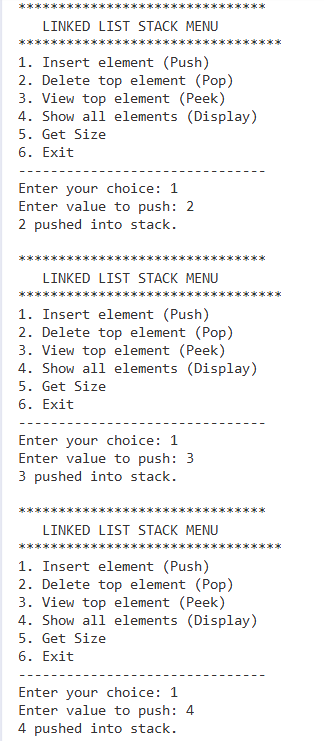 *******************************
LINKED LIST STACK MENU
*********************************
1. Insert element (Push)
2. Delete top element (Pop)
3. View top element (Peek)
4. Show all elements (Display)
5. Get Size
6. Exit
-------------------------------
Enter your choice: 1
Enter value to push: 2
2 pushed into stack.
*******************************
LINKED LIST STACK MENU
*********************************
1. Insert element (Push)
2. Delete top element (Pop)
3. View top element (Peek)
4. Show all elements (Display)
5. Get Size
6. Exit
-------------------------------
Enter your choice: 1
Enter value to push: 3
3 pushed into stack.
*******************************
LINKED LIST STACK MENU
*********************************
1. Insert element (Push)
2. Delete top element (Pop)
3. View top element (Peek)
4. Show all elements (Display)
5. Get Size
6. Exit
-------------------------------
Enter your choice: 1
Enter value to push: 4
4 pushed into stack.